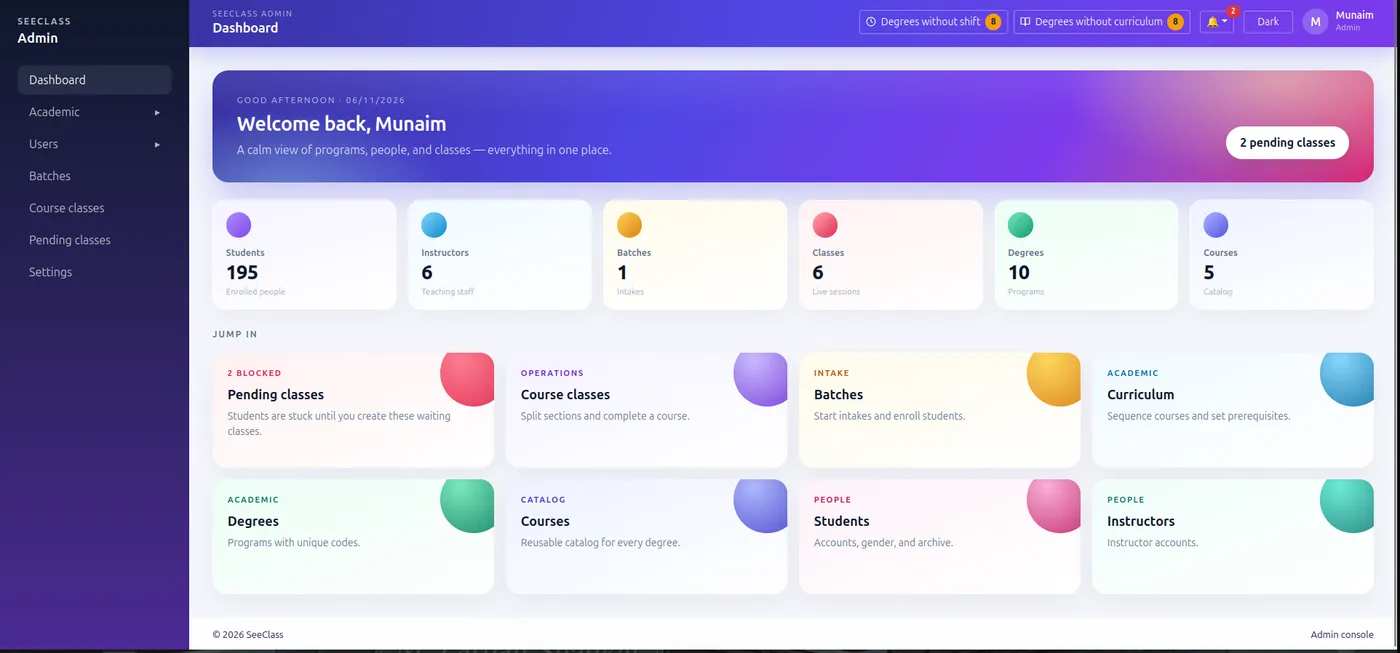 SEECLASS
Admin
Dashboard
Academic
Users
Batches
Course classes
Pending classes
Settings
SEECLASS ADMIN
Dashboard
Degrees without shift 8
Degrees without curriculum 8
2
Dark
M
Munaim
Admin
GOOD AFTERNOON · 06/11/2026
Welcome back, Munaim
A calm view of programs, people, and classes — everything in one place.
2 pending classes
Students
195
Enrolled people
Instructors
6
Teaching staff
Batches
1
Intakes
Classes
6
Live sessions
Degrees
10
Programs
Courses
5
Catalog
JUMP IN
2 BLOCKED
Pending classes
Students are stuck until you create these waiting
classes.
OPERATIONS
Course classes
Split sections and complete a course.
INTAKE
Batches
Start intakes and enroll students.
ACADEMIC
Curriculum
Sequence courses and set prerequisites.
ACADEMIC
Degrees
Programs with unique codes.
CATALOG
Courses
Reusable catalog for every degree.
PEOPLE
Students
Accounts, gender, and archive.
PEOPLE
Instructors
Instructor accounts.
© 2026 SeeClass
Admin console